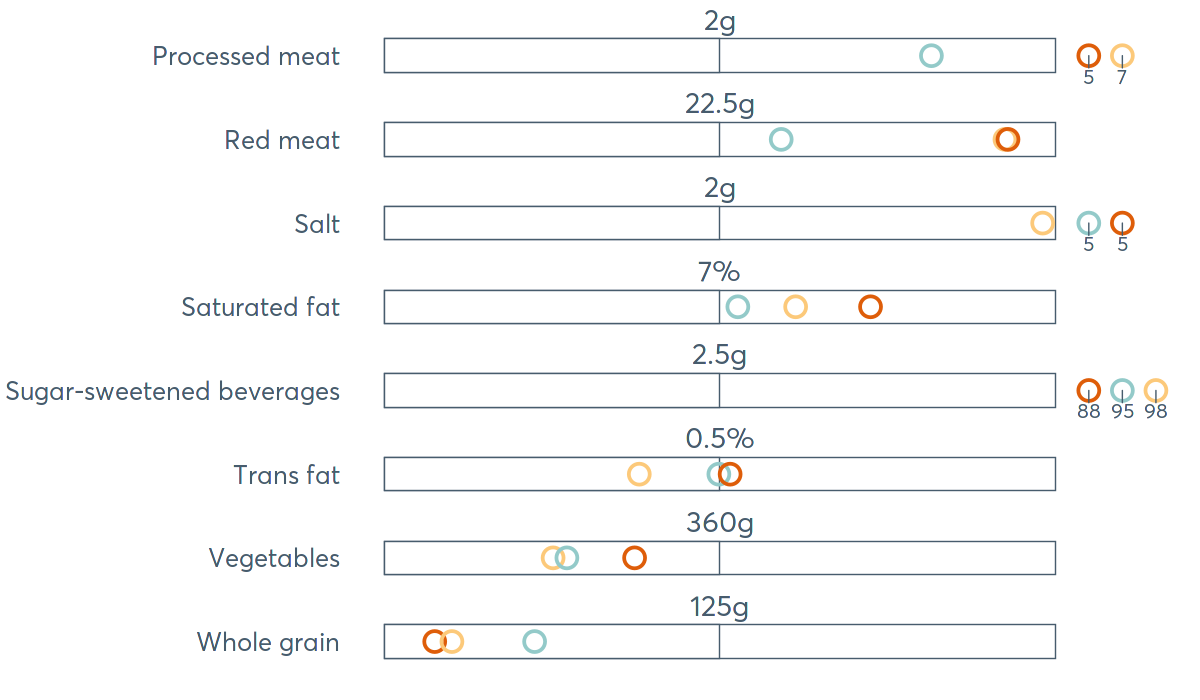 2g
Processed meat
5 7
22.5g
Red meat
2g
Salt
5 5
7%
Saturated fat
2.5g
Sugar-sweetened beverages
88 95 98
0.5%
Trans fat
360g
Vegetables
125g
Whole grain